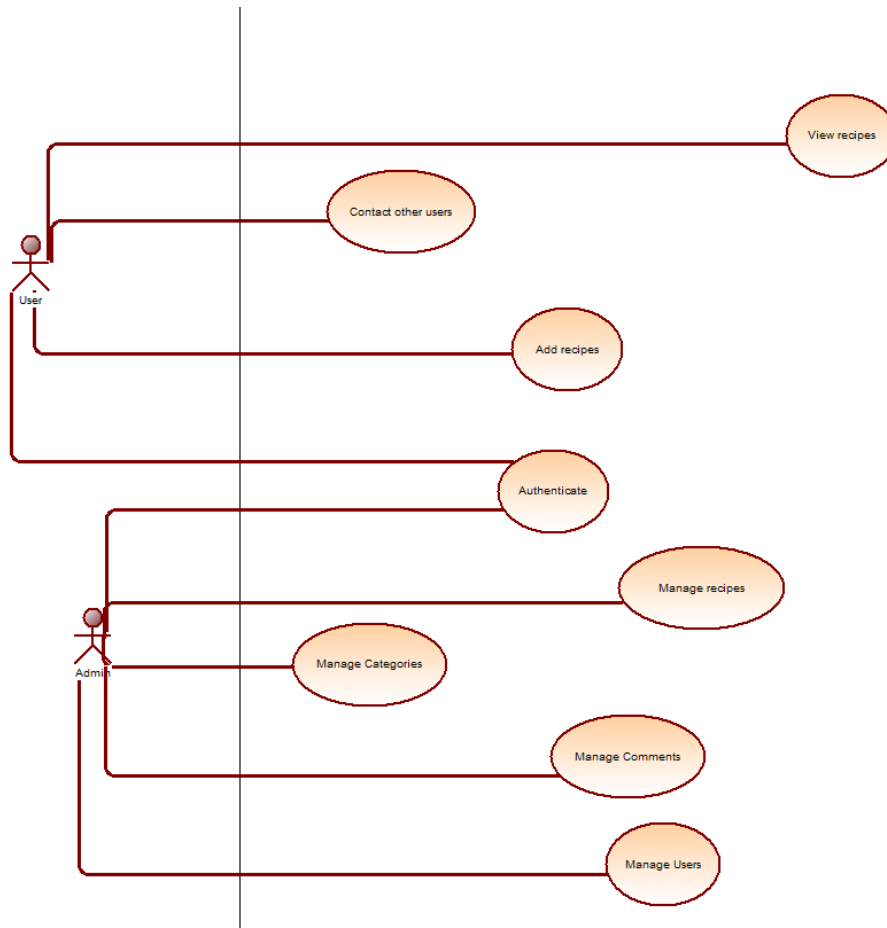 View recipes
Contact other users
User
Add recipes
Authenticate
Manage recipes
Manage Categories
Admin
Manage Comments
Manage Users